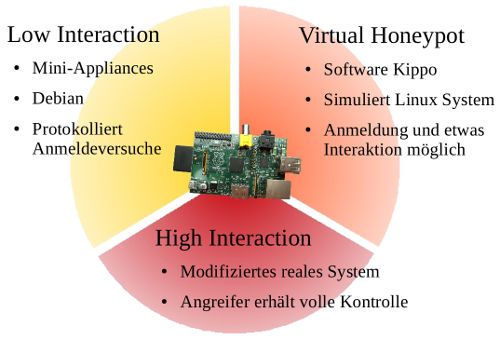 Low Interaction
• Mini-Appliances
• Debian
• Protokolliert
Anmeldeversuche
Virtual Honeypot
• Software Kippo
• Simuliert Linux System
• Anmeldung und etwas
Interaktion möglich
High Interaction
• Modifiziertes reales System
• Angreifer erhält volle Kontrolle